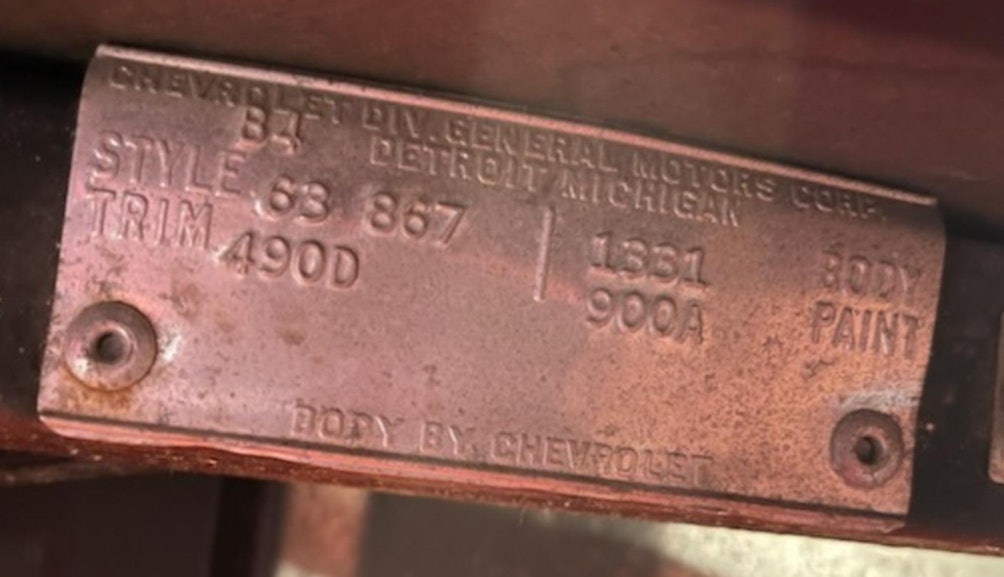 CHEVROLET DIV. GENERAL MOTORS CORP.
B4 DETROIT MICHIGAN
STYLE 63 867 1331 BODY
TRIM 490D 900A PAINT
BODY BY CHEVROLET